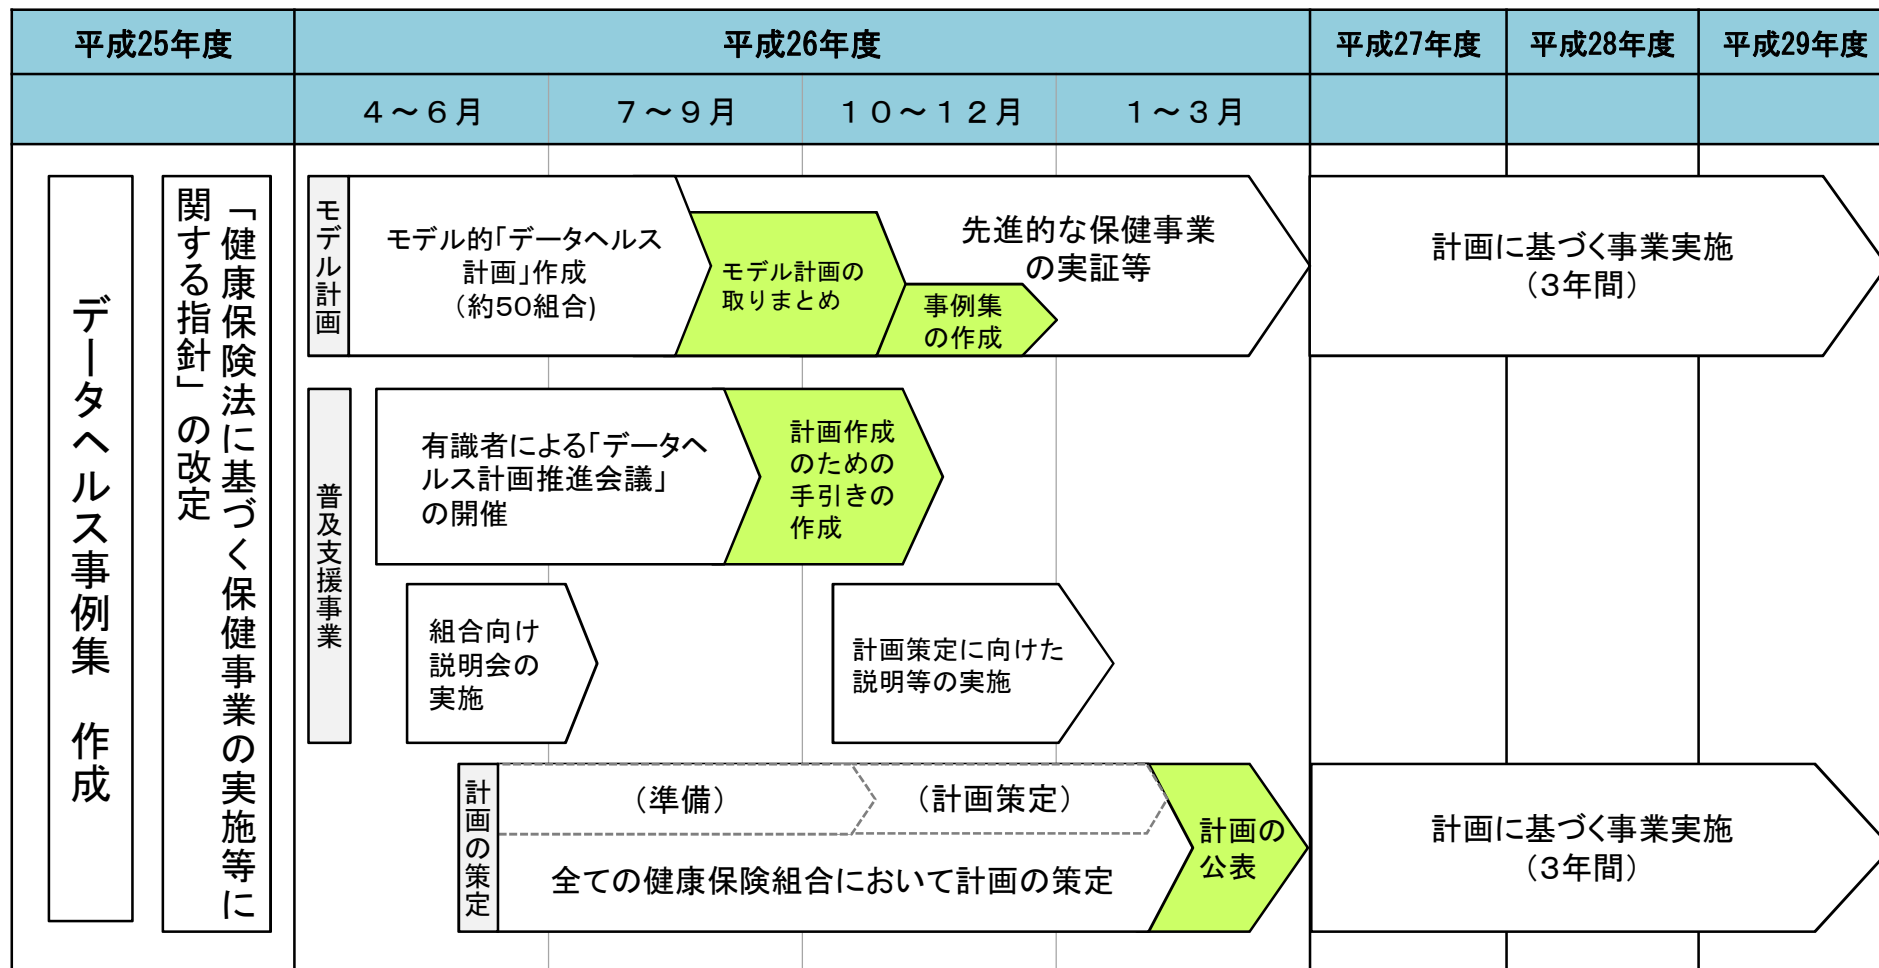 平成25年度
平成26年度
平成27年度
平成28年度
平成29年度
4～6月
7～9月
10～12月
1～3月
データヘルス事例集　作成
「健康保険法に基づく保健事業の実施等に
関する指針」の改定
モデル計画
モデル的「データヘルス
計画」作成
（約50組合）
モデル計画の
取りまとめ
事例集
の作成
先進的な保健事業
の実証等
計画に基づく事業実施
（3年間）
普及支援事業
有識者による「データヘ
ルス計画推進会議」
の開催
計画作成
のための
手引きの
作成
組合向け
説明会の
実施
計画策定に向けた
説明等の実施
計画の策定
（準備）
（計画策定）
全ての健康保険組合において計画の策定
計画の
公表
計画に基づく事業実施
（3年間）